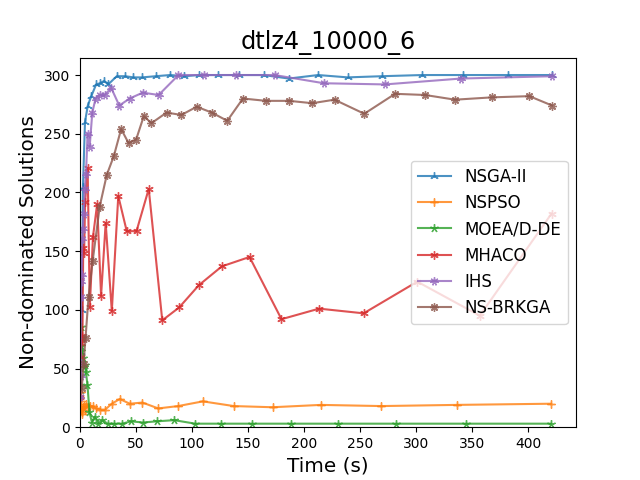 dtlz4_10000_6
Non-dominated Solutions
300
250
200
150
100
50
0
0 50 100 150 200 250 300 350 400
Time (s)
NSGA-II
NSPSO
MOEA/D-DE
MHACO
IHS
NS-BRKGA